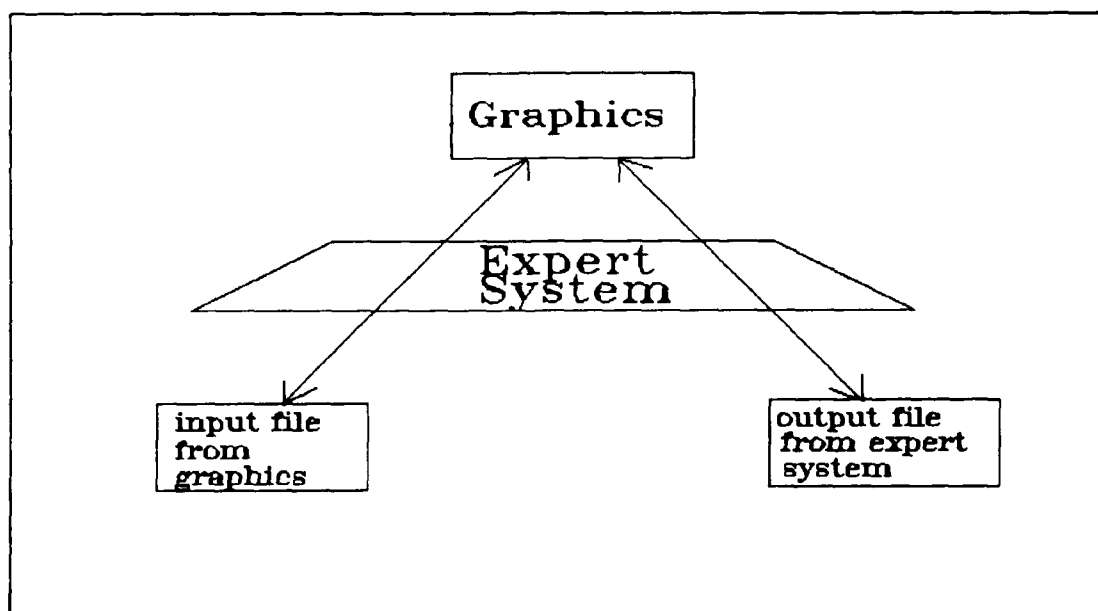 Graphics
Expert
System
input file
from
graphics
output file
from expert
system